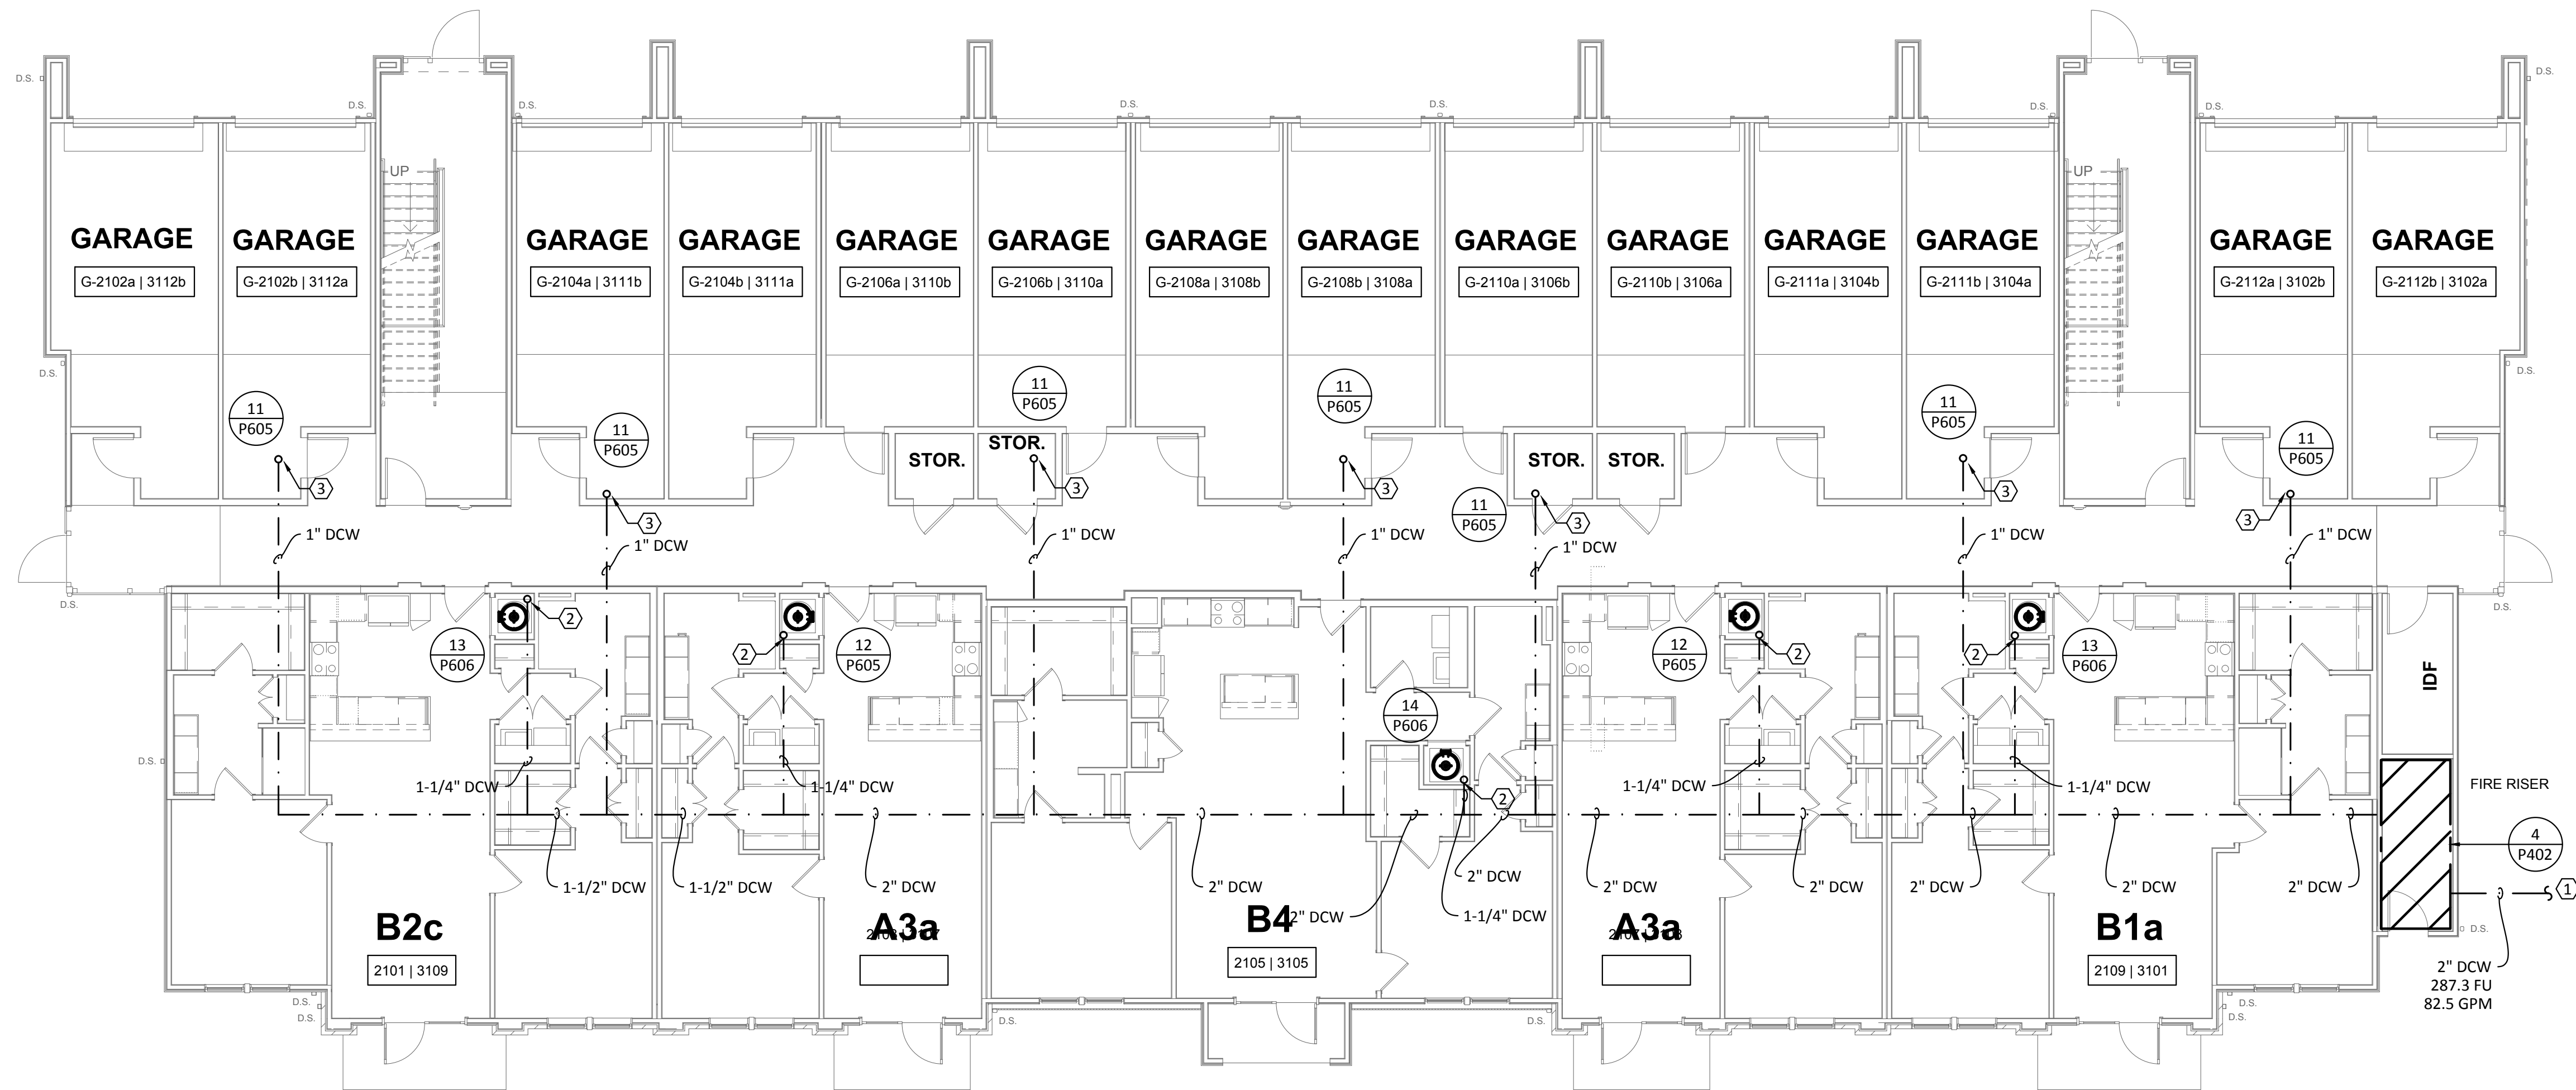 D.S.
D.S.
D.S.
D.S.
D.S.
D.S.
D.S.
D.S.
UP
UP
GARAGE
GARAGE
GARAGE
GARAGE
GARAGE
GARAGE
GARAGE
GARAGE
GARAGE
GARAGE
GARAGE
GARAGE
GARAGE
GARAGE
G-2102a | 3112b
G-2102b | 3112a
G-2104a | 3111b
G-2104b | 3111a
G-2106a | 3110b
G-2106b | 3110a
G-2108a | 3108b
G-2108b | 3108a
G-2110a | 3106b
G-2110b | 3106a
G-2111a | 3104b
G-2111b | 3104a
G-2112a | 3102b
G-2112b | 3102a
D.S.
D.S.
11
P605
11
P605
11
P605
11
P605
11
P605
11
P605
11
P605
STOR.
STOR.
STOR.
STOR.
3
3
3
3
3
3
3
1" DCW
1" DCW
1" DCW
1" DCW
1" DCW
1" DCW
1" DCW
D.S.
D.S.
2
2
2
2
2
13
P606
12
P605
14
P606
12
P605
13
P606
IDF
D.S.
1-1/4" DCW
1-1/4" DCW
1-1/4" DCW
1-1/4" DCW
FIRE RISER
4
P402
1-1/2" DCW
1-1/2" DCW
2" DCW
2" DCW
2" DCW
2" DCW
1-1/4" DCW
2" DCW
2" DCW
2" DCW
2" DCW
2" DCW
1
B2c
A3a
B4
A3a
B1a
2101 | 3109
2105 | 3105
2109 | 3101
D.S.
2" DCW
287.3 FU
82.5 GPM
D.S.
D.S.
D.S.
D.S.
D.S.
D.S.